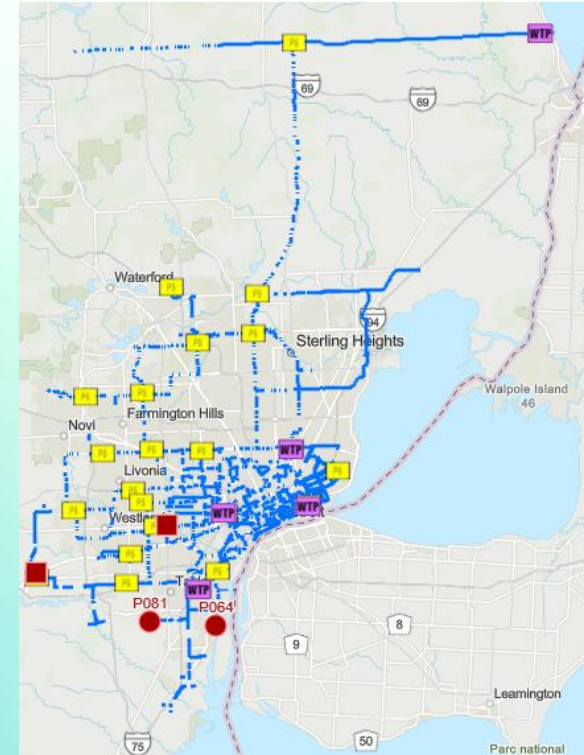 PS
WTP
69
69
Waterford
PS
PS
PS
94
PS
Sterling Heights
PS
PS
Walpole Island
46
Farmington Hills
Novi
PS
PS
PS
WTP
PS
Livonia
PS
PS
PS
WTP
WTP
PS
PS
PS
PS
WTP
P081
P064
8
9
Leamington
75
50
Parc national